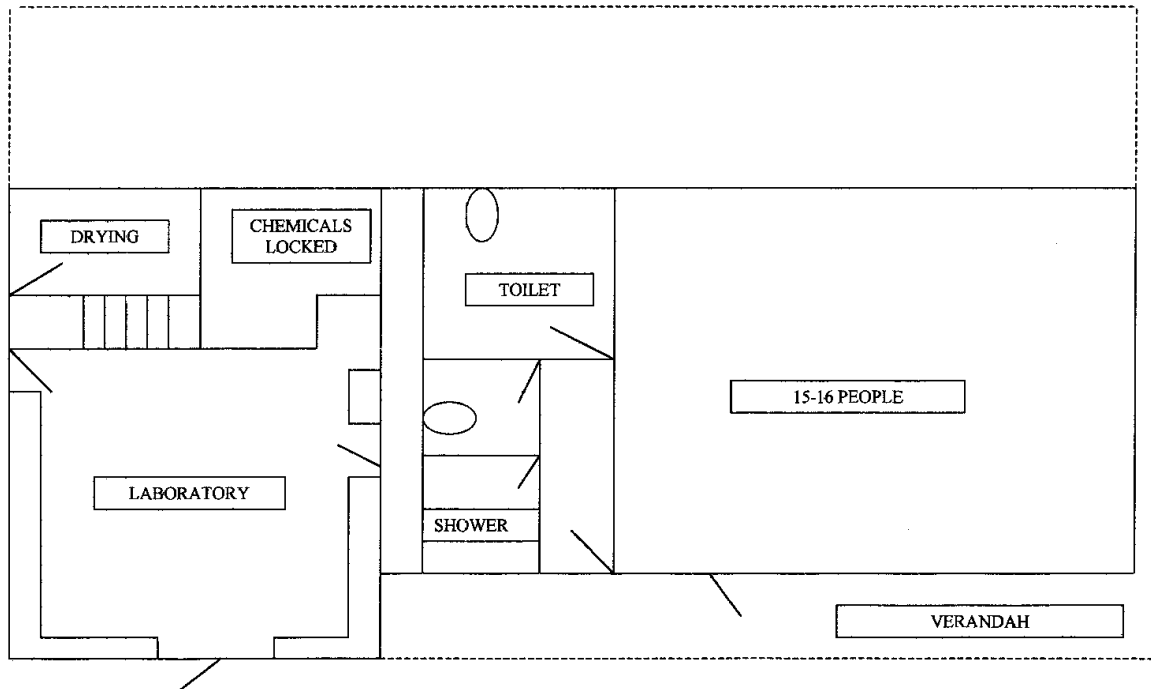 DRYING
CHEMICALS
LOCKED
TOILET
15-16 PEOPLE
LABORATORY
SHOWER
VERANDAH